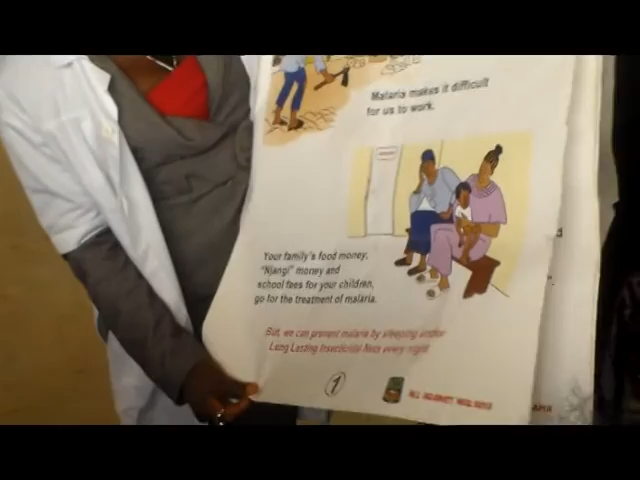 Malaria makes it difficult
for us to work.
Your family's food money,
"Njangi" money and
school fees for your children,
go for the treatment of malaria.
But, we can prevent malaria by sleeping under
Long Lasting Insecticidal Nets every night
1